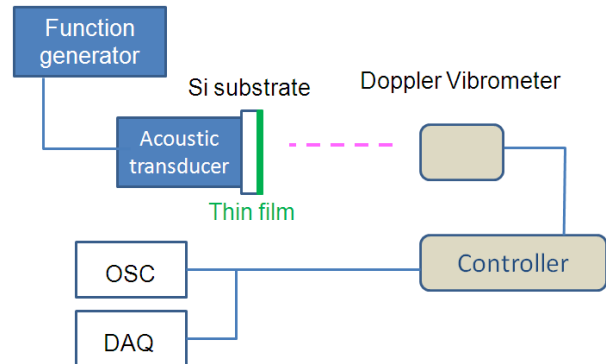 Function
generator
Si substrate
Doppler Vibrometer
Acoustic
transducer
Thin film
OSC
Controller
DAQ